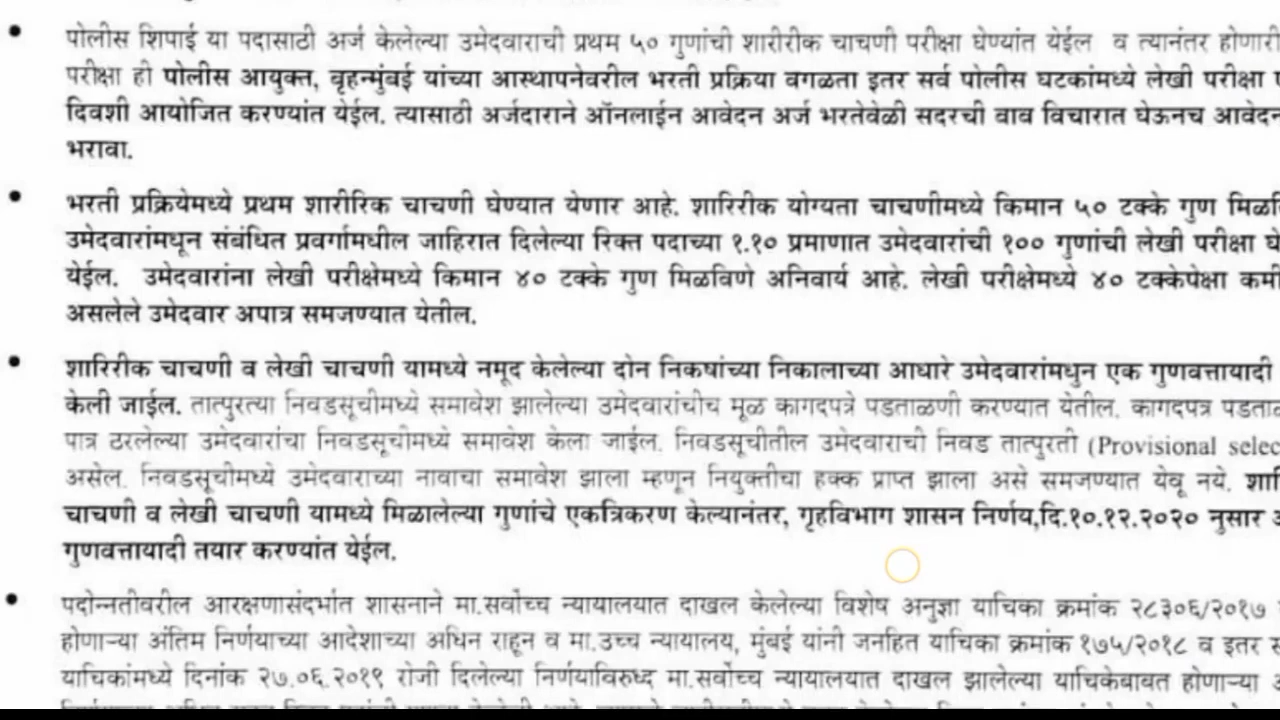 पोलीस शिपाई या पदासाठी अर्ज केलेल्या उमेदवाराची प्रथम ५० गुणांची शारीरीक चाचणी परीक्षा घेण्यांत येईल व त्यानंतर होणारी
परीक्षा ही पोलीस आयुक्त, बृहन्मुंबई यांच्या आस्थापनेवरील भरती प्रक्रिया वगळता इतर सर्व पोलीस घटकांमध्ये लेखी परीक्षा
दिवशी आयोजित करण्यांत येईल. त्यासाठी अर्जदाराने ऑनलाईन आवेदन अर्ज भरतेवेळी सदरची वाब विचारात घेऊनच आवेदन
भरावा.
भरती प्रक्रियेमध्ये प्रथम शारीरिक चाचणी घेण्यात येणार आहे. शारिरीक योग्यता चाचणीमध्ये किमान ५० टक्के गुण
उमेदवारांमधून संबंधित प्रवर्गामधील जाहिरात दिलेल्या रिक्त पदाच्या १.१० प्रमाणात उमेदवारांची १०० गुणांची लेखी परीक्षा
येईल. उमेदवारांना लेखी परीक्षेमध्ये किमान ४० टक्के गुण मिळविणे अनिवार्य आहे. लेखी परीक्षेमध्ये ४० टक्केपेक्षा कमी
असलेले उमेदवार अपात्र समजण्यात येतील.
शारिरीक चाचणी व लेखी चाचणी यामध्ये नमूद केलेल्या दोन निकषांच्या निकालाच्या आधारे उमेदवारांमधुन एक गुणवत्तायादी
केली जाईल. तात्पुरत्या निवडसूचीमध्ये समावेश झालेल्या उमेदवारांचीच मूळ कागदपत्रे पडताळणी करण्यात येतील. कागदपत्र
पात्र ठरलेल्या उमेदवारांचा निवडसूचीमध्ये समावेश केला जाईल. निवडसूचीतील उमेदवाराची निवड तात्पुरती (Provisional selec
असेल. निवडसूचीमध्ये उमेदवाराच्या नावाचा समावेश झाला म्हणून नियुक्तीचा हक्क प्राप्त झाला असे समजण्यात येवू नये.
चाचणी व लेखी चाचणी यामध्ये मिळालेल्या गुणांचे एकत्रिकरण केल्यानंतर, गृहविभाग शासन निर्णय,दि.१०.१२.२०२० नुसार
गुणवत्तायादी तयार करण्यांत येईल.
पदोन्नतीवरील आरक्षणासंदर्भात शासनाने मा.सर्वोच्च न्यायालयात दाखल केलेल्या विशेष अनुज्ञा याचिका क्रमांक २८३०६/२०१७
होणाऱ्या अंतिम निर्णयाच्या आदेशाच्या अधिन राहून व मा.उच्च न्यायालय, मुंबई यांनी जनहित याचिका क्रमांक १७५/२०१८ व इतर
याचिकांमध्ये दिनांक २७.०६.२०१९ रोजी दिलेल्या निर्णयाविरुध्द मा.सर्वोच्च न्यायालयात दाखल झालेल्या याचिकेबाबत होणाऱ्या